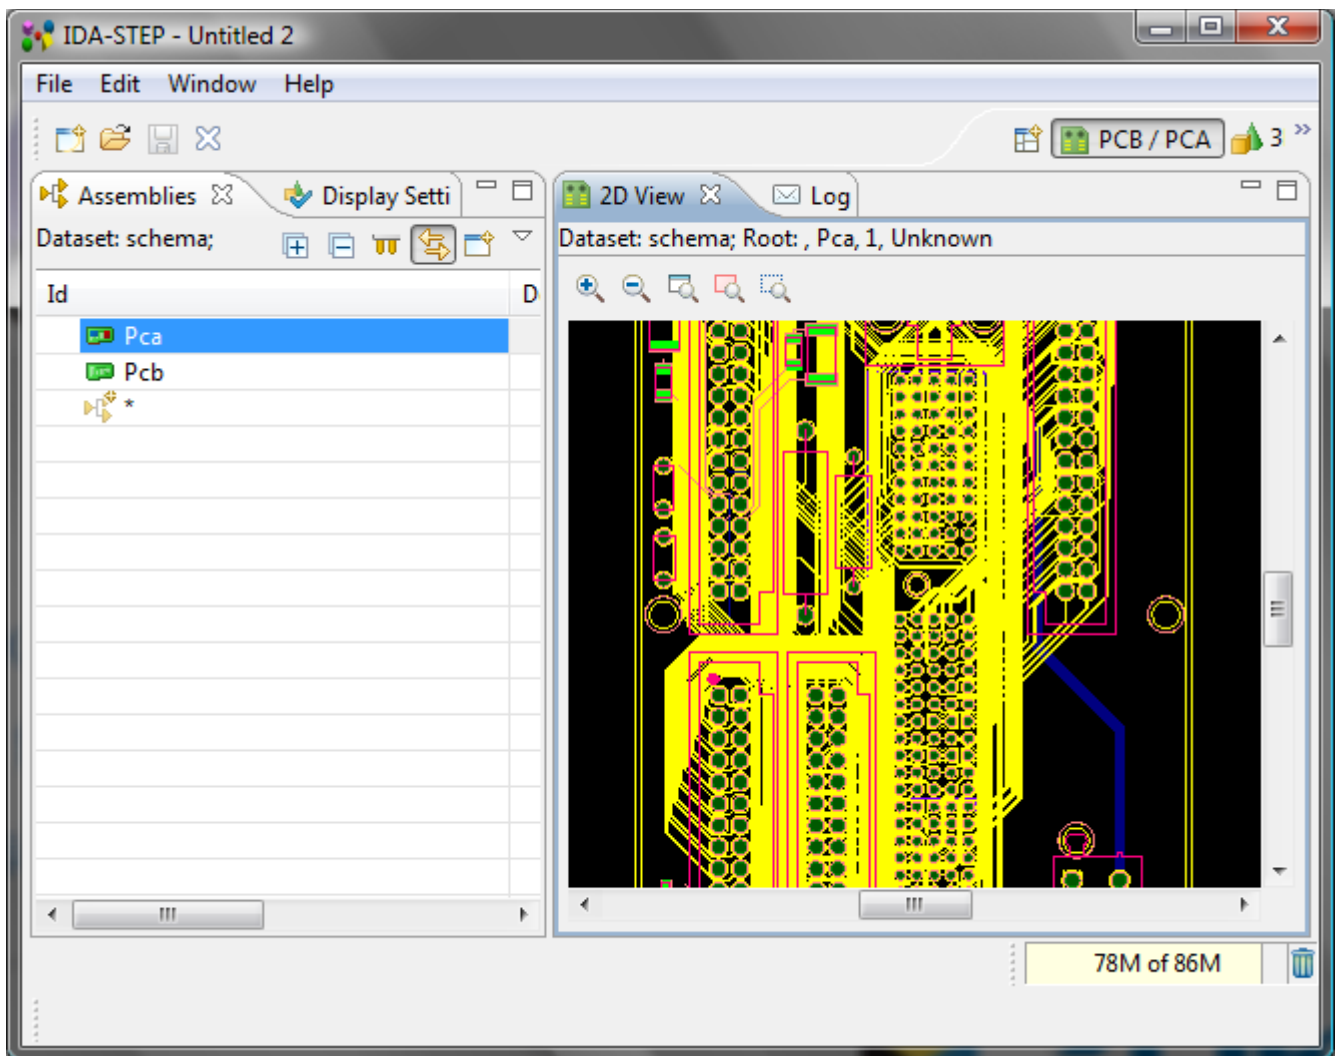 IDA-STEP - Untitled 2
File Edit Window Help
PCB / PCA 3 »
Assemblies Display Setti
2D View Log
Dataset: schema;
Dataset: schema; Root: , Pca, 1, Unknown
Id D
Pca
Pcb
*
78M of 86M